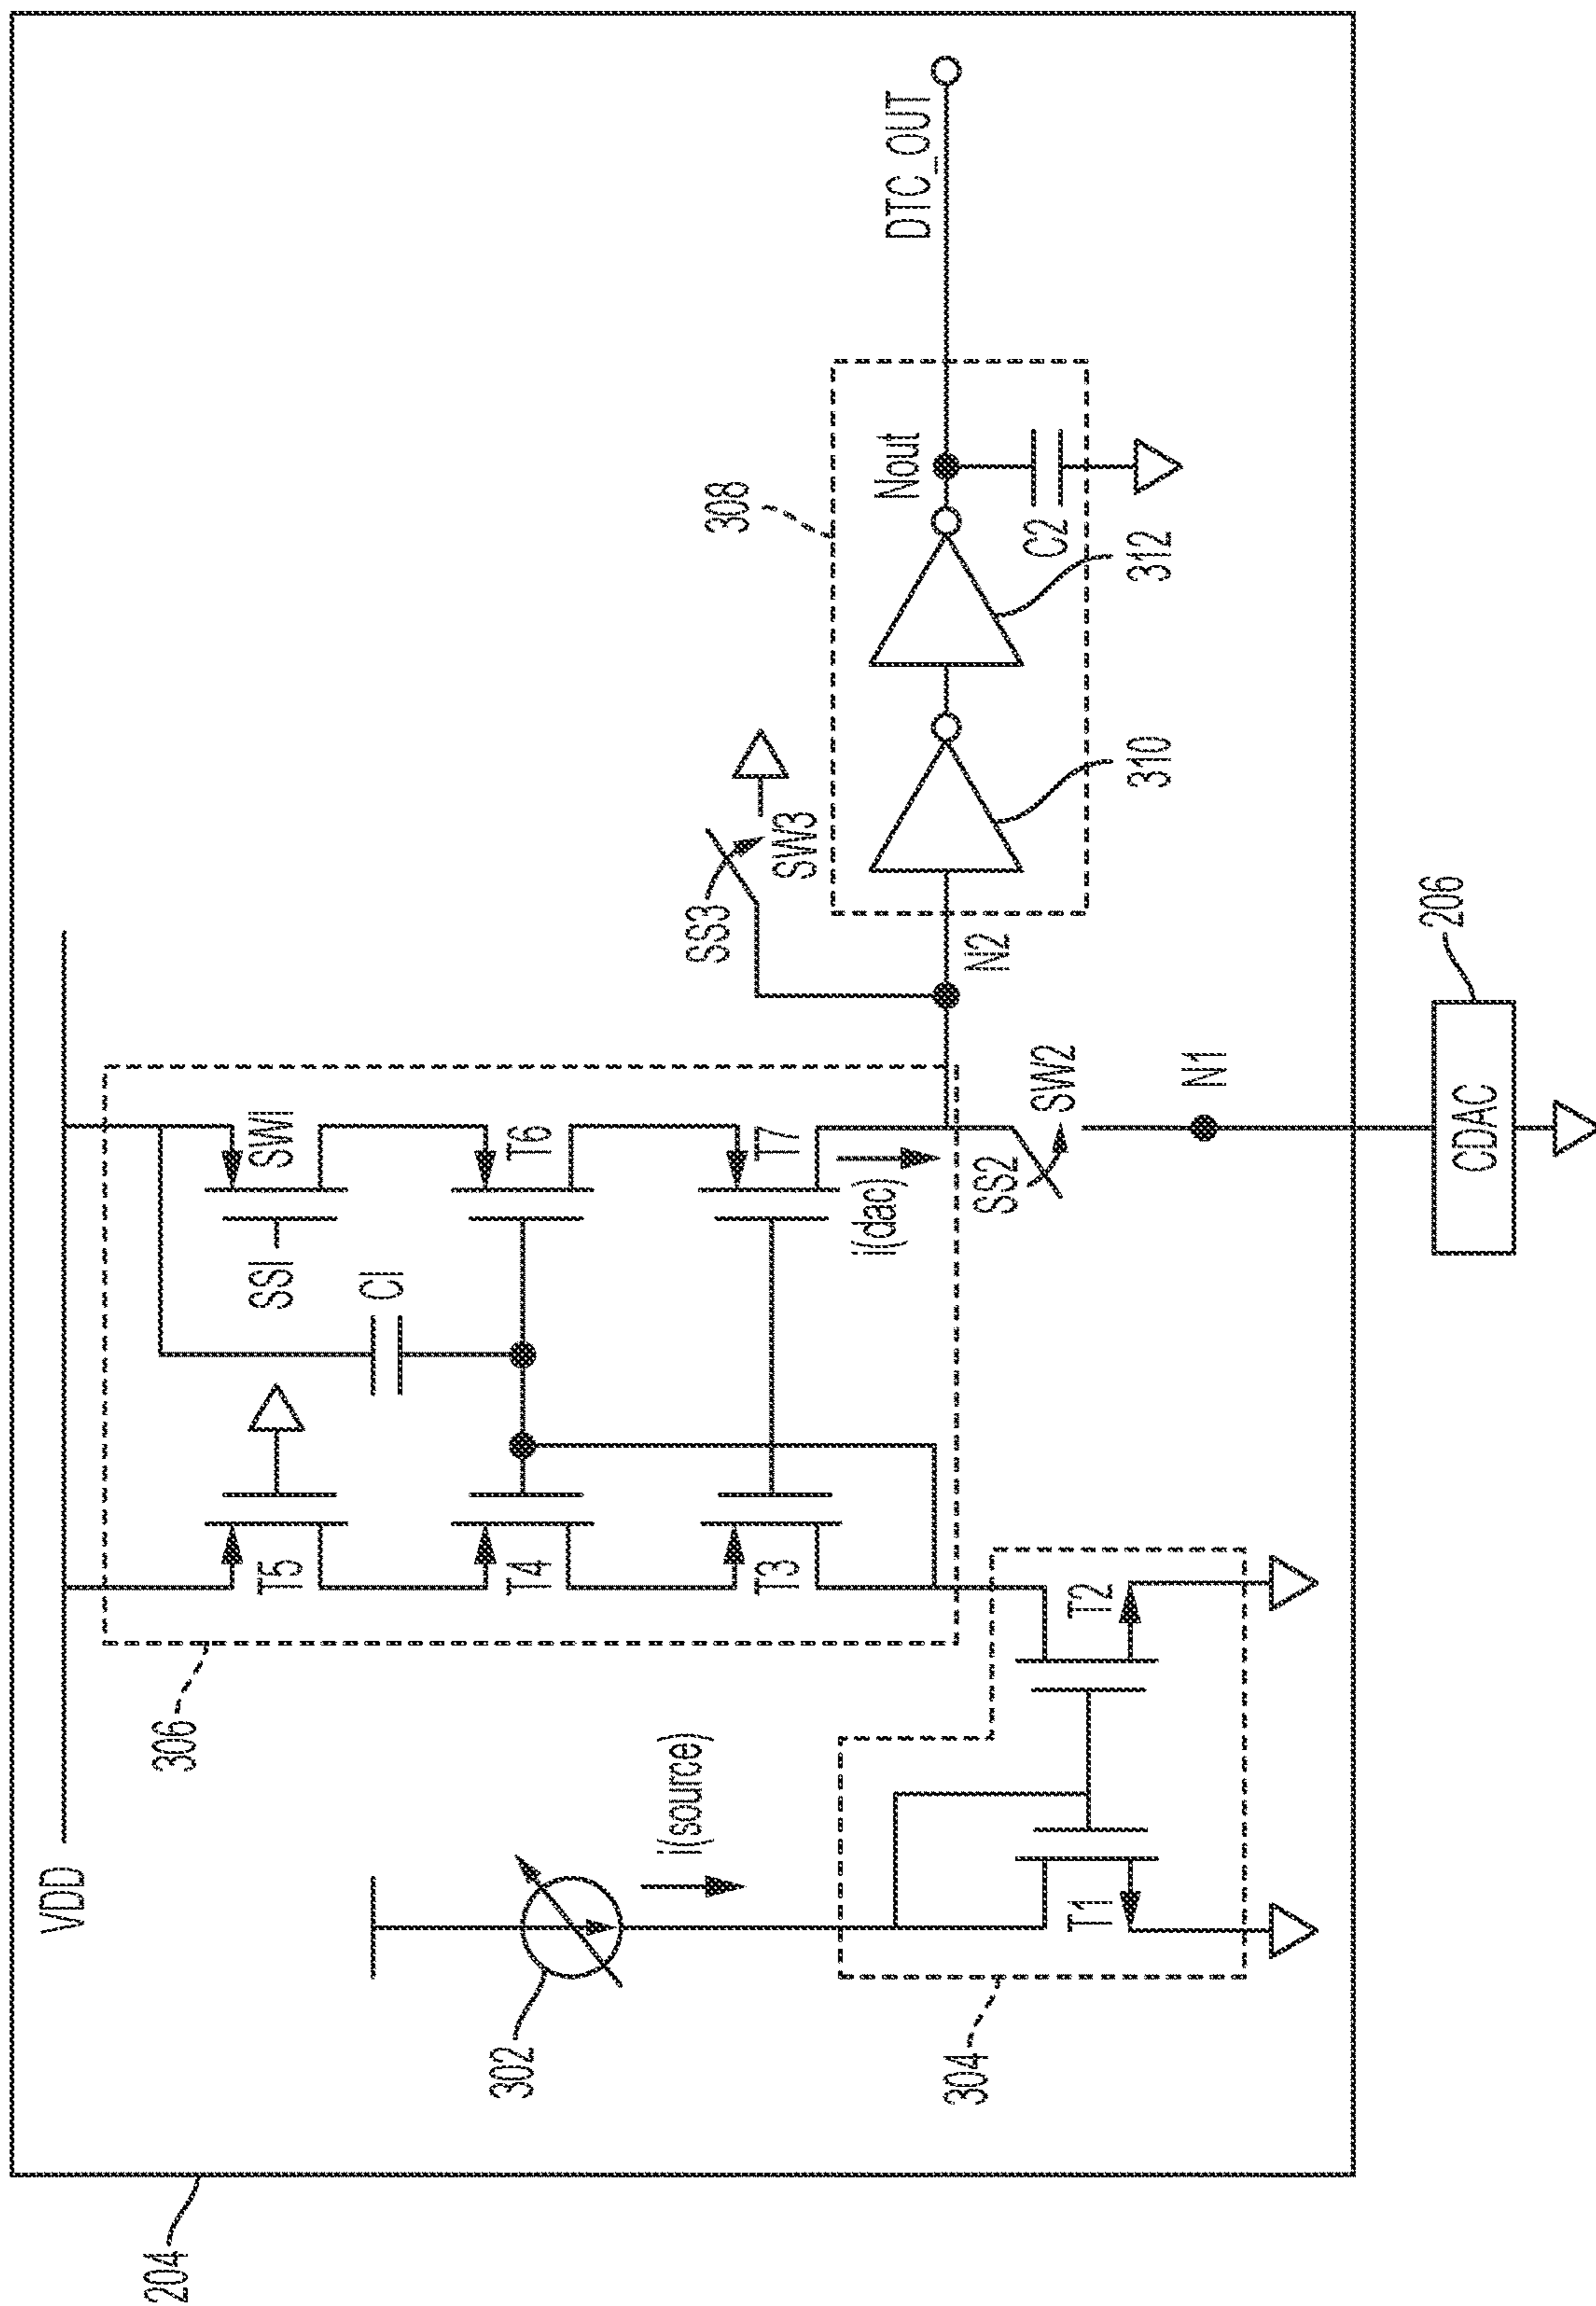 204
VDD
302
i(source)
304
T1
T2
306
T5
T4
T3
CI
SSI
SWI
T6
T7
i(dac)
SS2
SW2
N1
CDAC
206
N2
SS3
SW3
308
310
312
C2
Nout
DTC_OUT